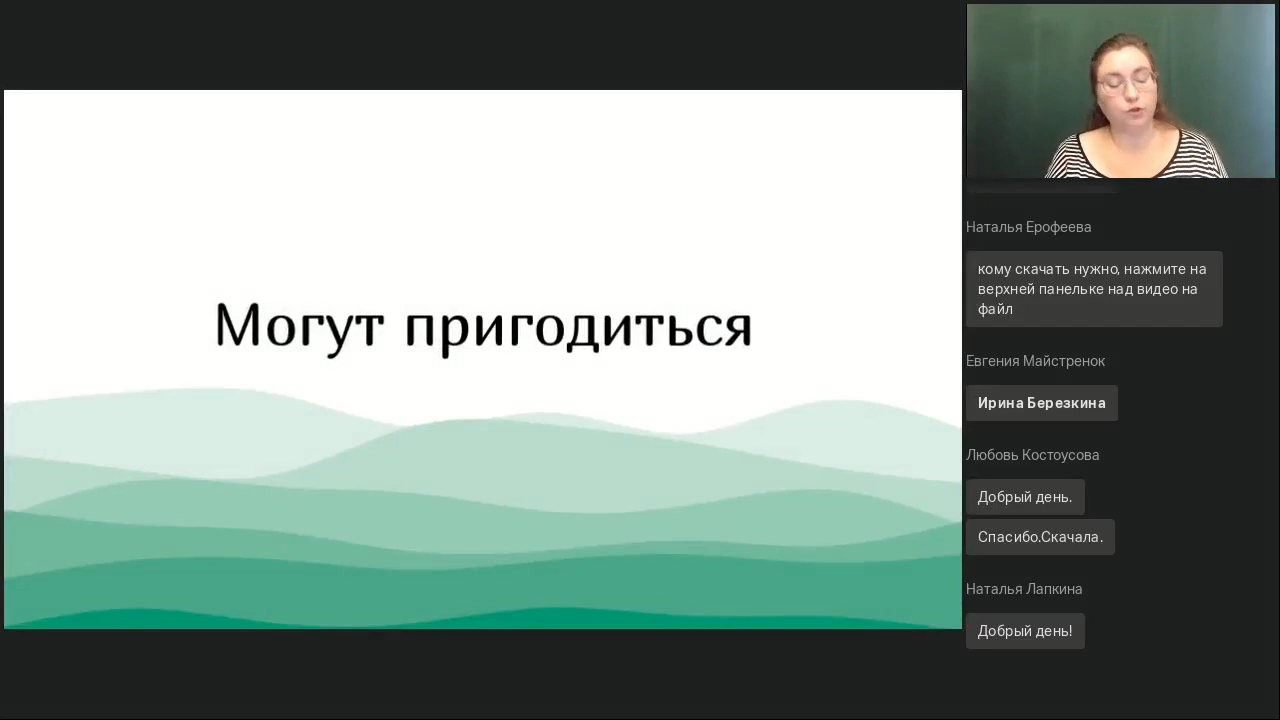 Могут пригодиться
Наталья Ерофеева
кому скачать нужно, нажмите на
верхней панельке над видео на
файл
Евгения Майстренок
Ирина Березкина
Любовь Костоусова
Добрый день.
Спасибо.Скачала.
Наталья Лапкина
Добрый день!